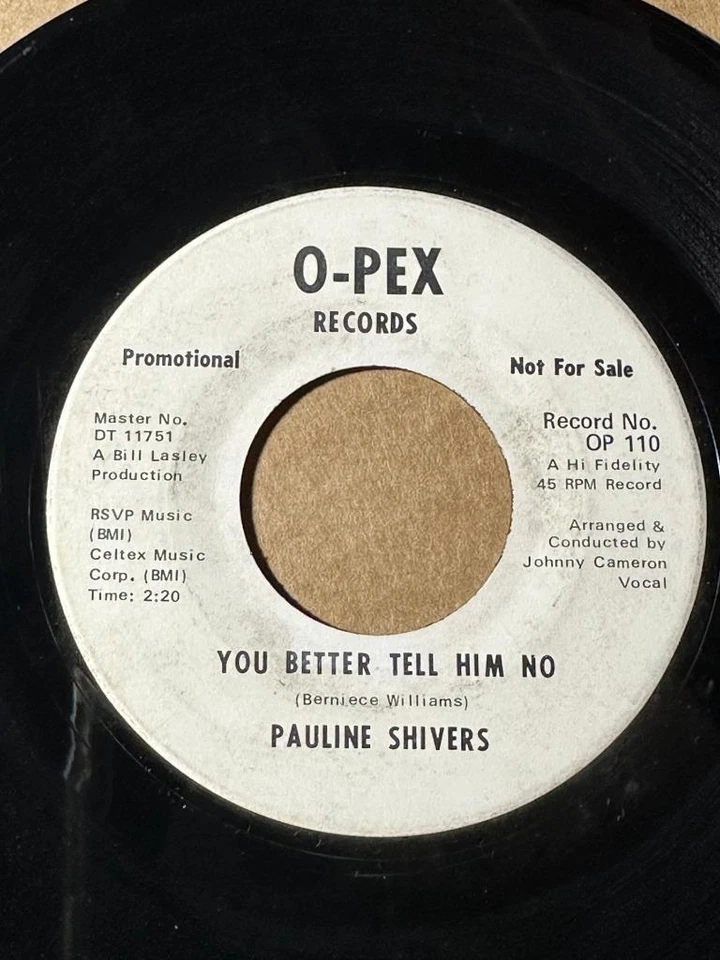 O-PEX
RECORDS
Promotional
Not For Sale
Master No.
DT 11751
A Bill Lasley
Production
RSVP Music
(BMI)
Celtex Music
Corp. (BMI)
Time: 2:20
Record No.
OP 110
A Hi Fidelity
45 RPM Record
Arranged &
Conducted by
Johnny Cameron
Vocal
YOU BETTER TELL HIM NO
(Berniece Williams)
PAULINE SHIVERS